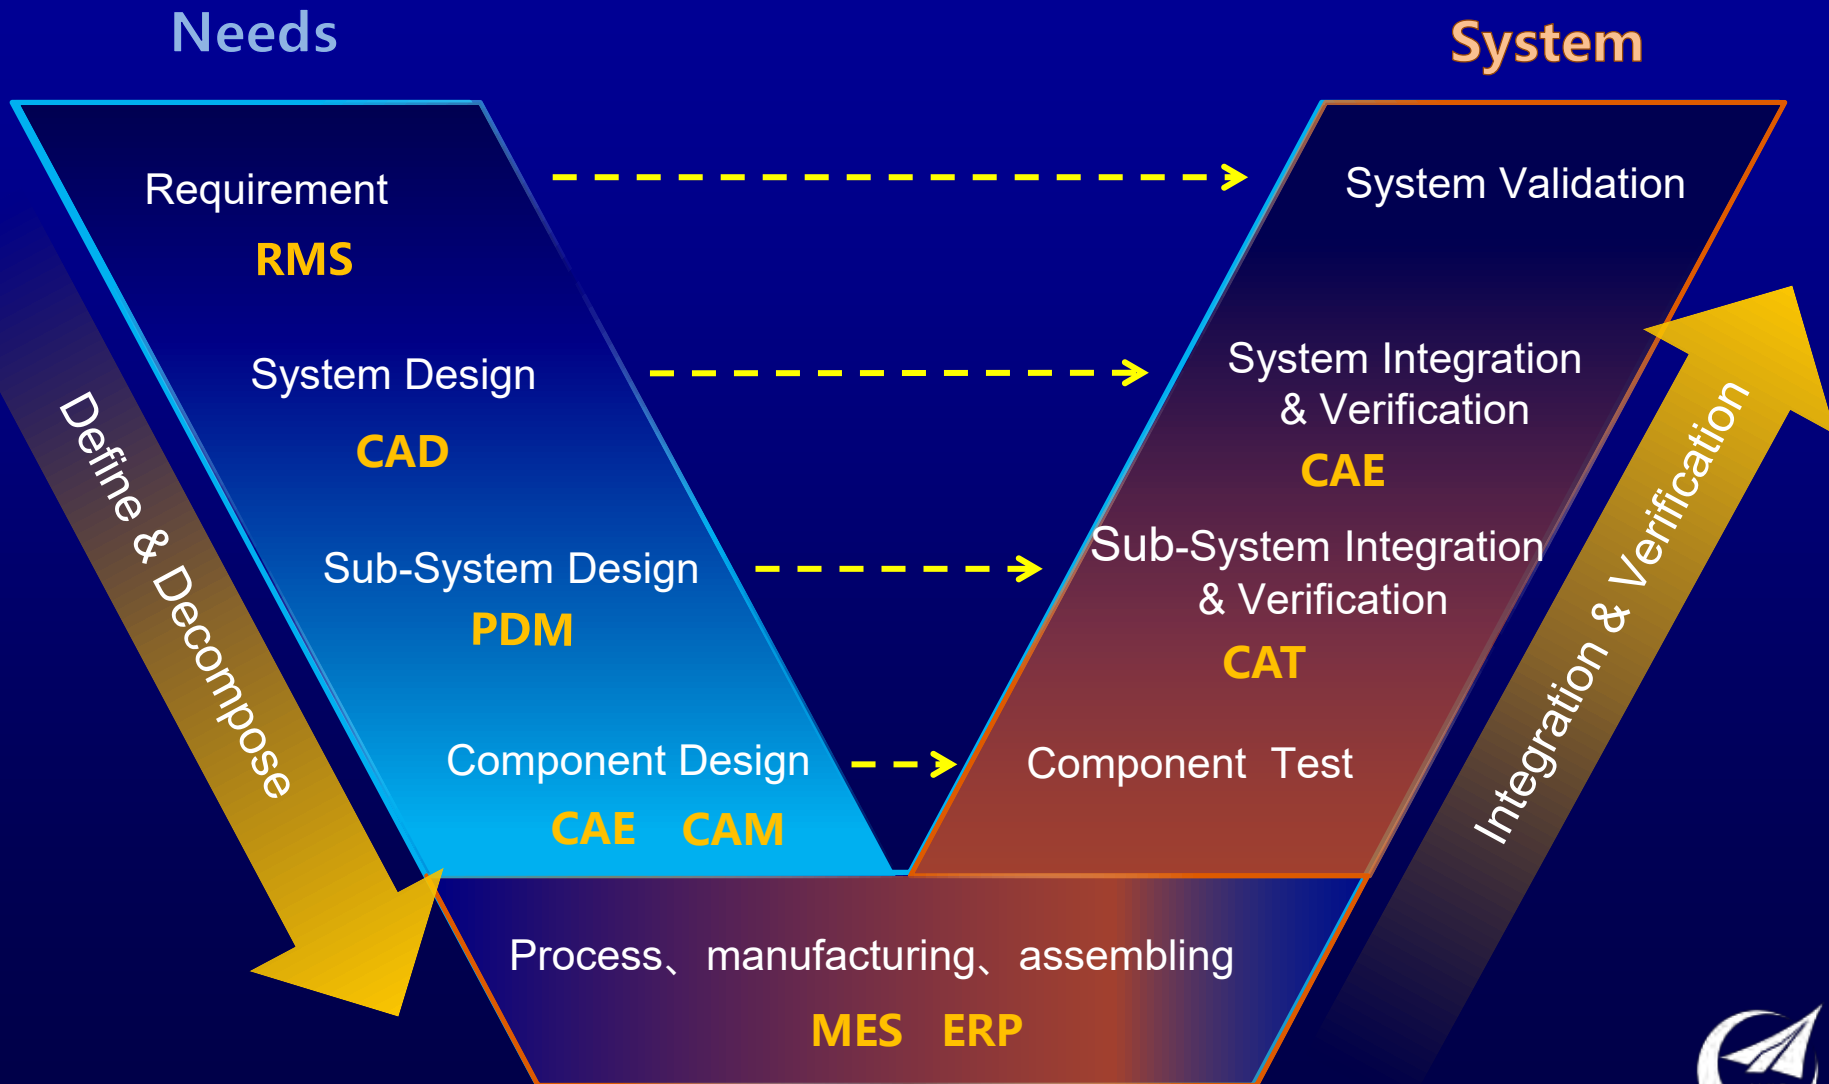 Needs
System
Requirement
RMS
System Validation
System Design
CAD
System Integration
& Verification
CAE
Sub-System Design
PDM
Sub-System Integration
& Verification
CAT
Component Design
CAE CAM
Component Test
Define & Decompose
Integration & Verification
Process、manufacturing、assembling
MES ERP